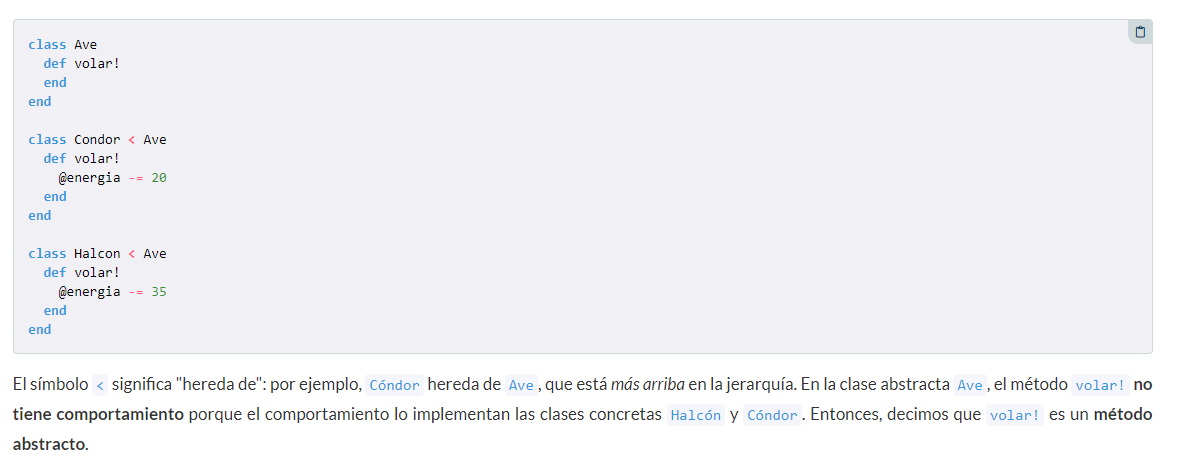 class Ave
  def volar!
  end
end

class Condor < Ave
  def volar!
    @energia -= 20
  end
end

class Halcon < Ave
  def volar!
    @energia -= 35
  end
end
El símbolo < significa "hereda de": por ejemplo, Cóndor hereda de Ave, que está más arriba en la jerarquía. En la clase abstracta Ave, el método volar! no
tiene comportamiento porque el comportamiento lo implementan las clases concretas Halcón y Cóndor. Entonces, decimos que volar! es un método
abstracto.